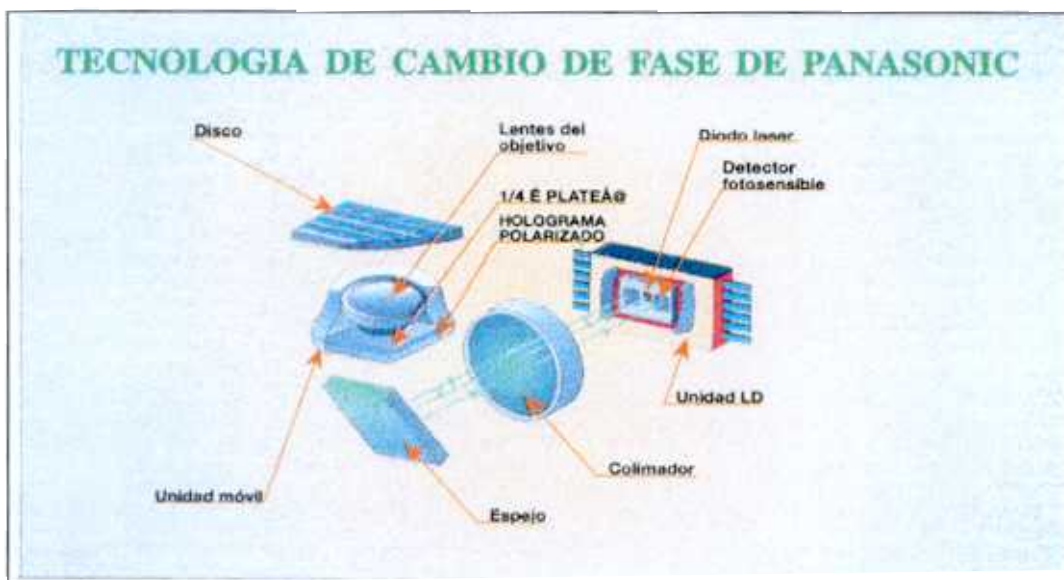 TECNOLOGIA DE CAMBIO DE FASE DE PANASONIC
Disco
Lentes del
objetivo
Diodo laser
Detector
fotosensible
1/4 É PLATEÅ@
HOLOGRAMA
POLARIZADO
Unidad LD
Colimador
Unidad móvil
Espejo